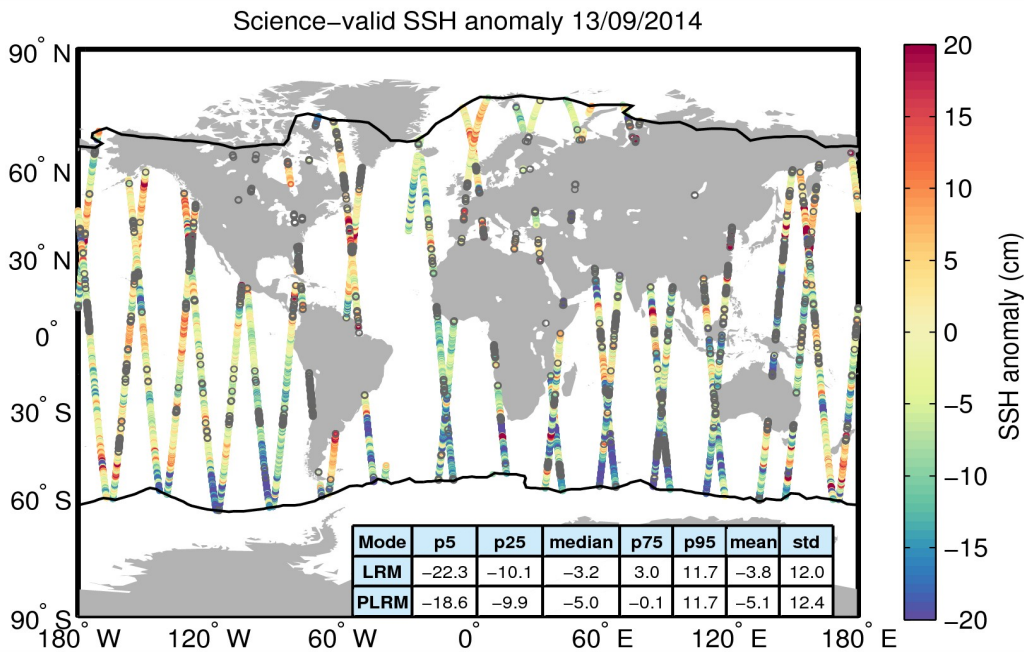 Science−valid SSH anomaly 13/09/2014
90° N
60° N
30° N
0°
30° S
60° S
90° S
180° W
120° W
60° W
0°
60° E
120° E
180° E
Mode p5 p25 median p75 p95 mean std
LRM −22.3 −10.1 −3.2 3.0 11.7 −3.8 12.0
PLRM −18.6 −9.9 −5.0 −0.1 11.7 −5.1 12.4
20
15
10
5
0
−5
−10
−15
−20
SSH anomaly (cm)